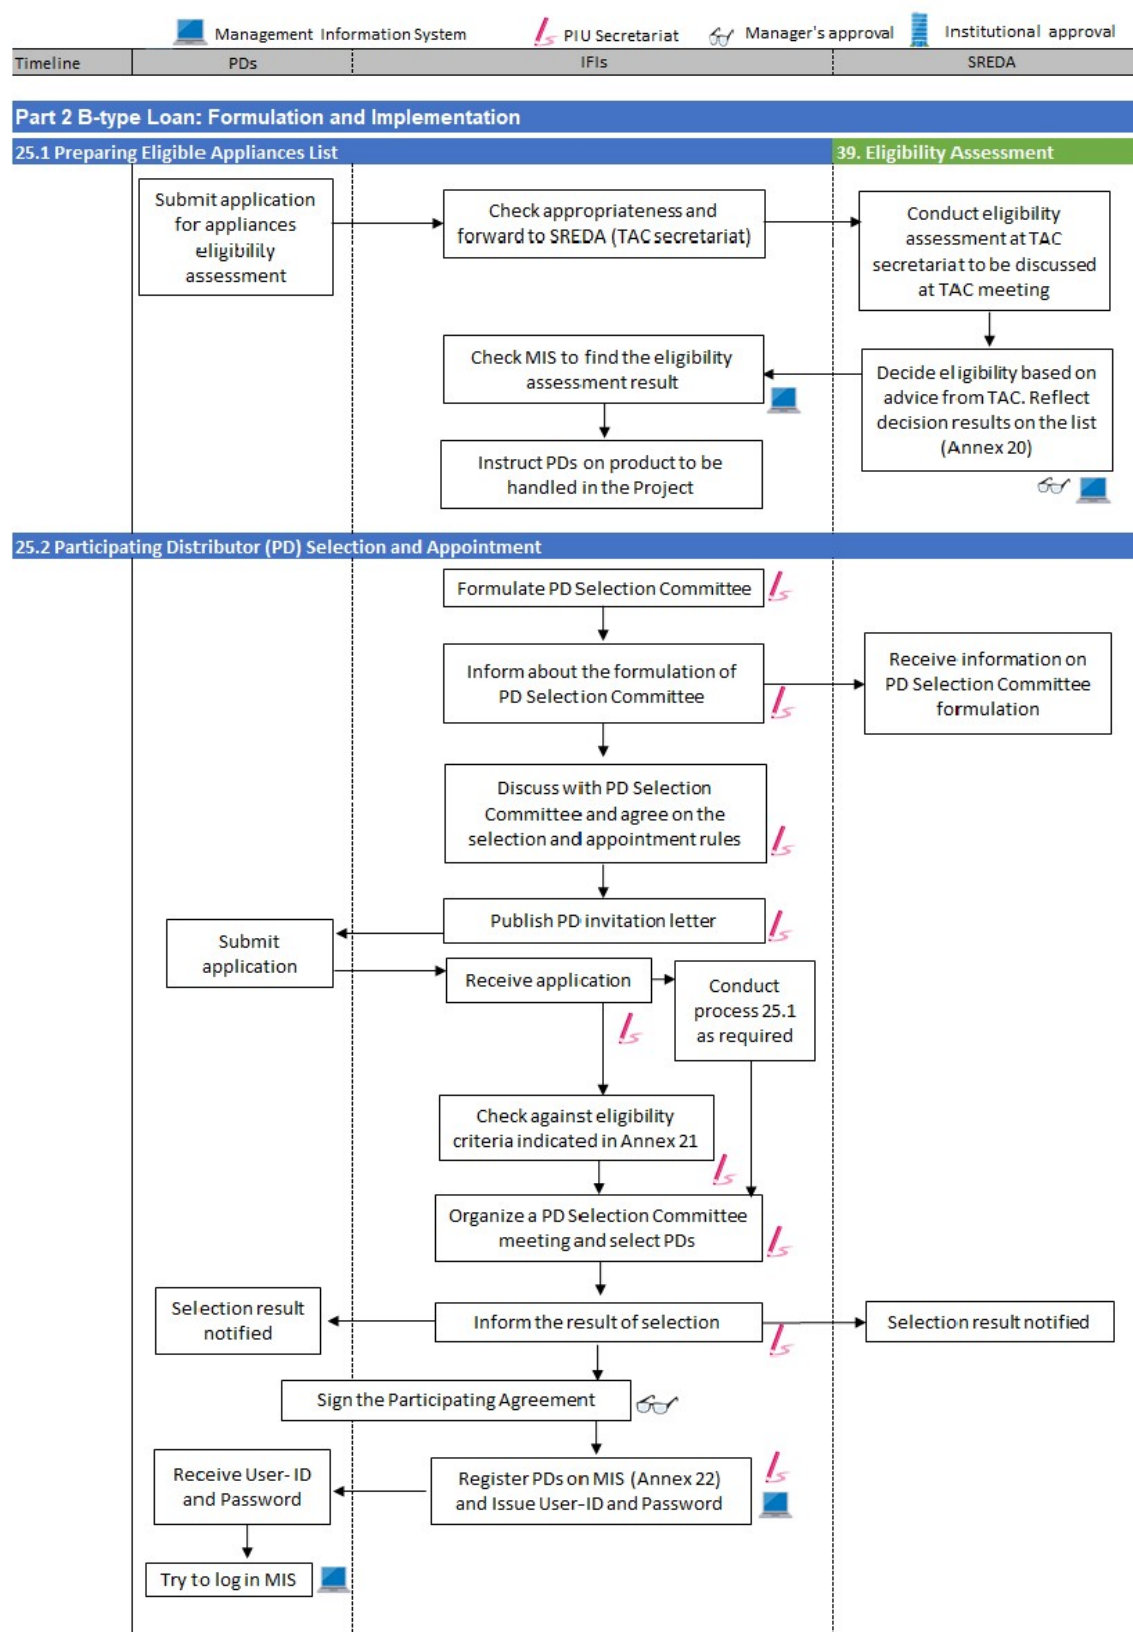 Management Information System
PIU Secretariat
Manager's approval
Institutional approval
Timeline
PDs
IFIs
SREDA
Part 2 B-type Loan: Formulation and Implementation
25.1 Preparing Eligible Appliances List
39. Eligibility Assessment
Submit application
for appliances
eligibility
assessment
Check appropriateness and
forward to SREDA (TAC secretariat)
Conduct eligibility
assessment at TAC
secretariat to be discussed
at TAC meeting
Check MIS to find the eligibility
assessment result
Decide eligibility based on
advice from TAC. Reflect
decision results on the list
(Annex 20)
Instruct PDs on product to be
handled in the Project
25.2 Participating Distributor (PD) Selection and Appointment
Formulate PD Selection Committee
Inform about the formulation of
PD Selection Committee
Receive information on
PD Selection Committee
formulation
Discuss with PD Selection
Committee and agree on the
selection and appointment rules
Publish PD invitation letter
Submit
application
Receive application
Conduct
process 25.1
as required
Check against eligibility
criteria indicated in Annex 21
Organize a PD Selection Committee
meeting and select PDs
Selection result
notified
Inform the result of selection
Selection result notified
Sign the Participating Agreement
Receive User-ID
and Password
Register PDs on MIS (Annex 22)
and Issue User-ID and Password
Try to log in MIS